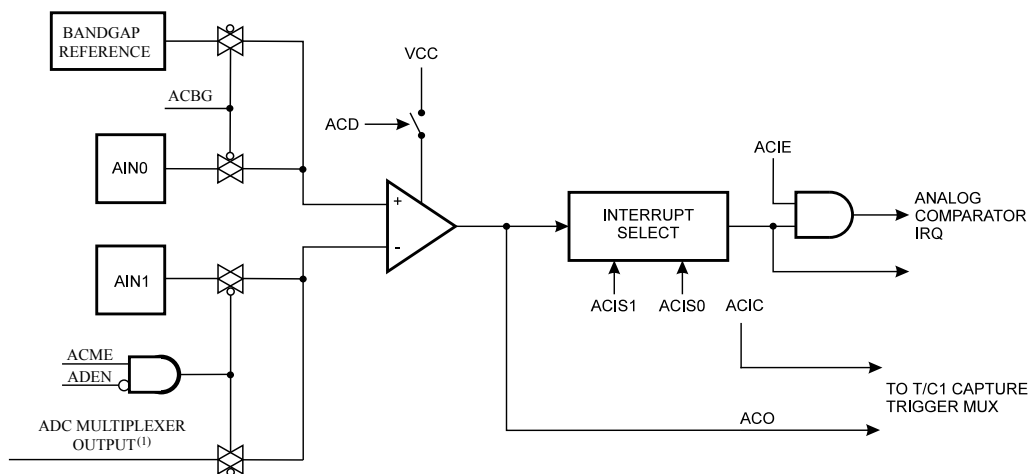 BANDGAP
REFERENCE
VCC
ACBG
ACD
AIN0
ACIE
+
INTERRUPT
SELECT
ANALOG
COMPARATOR
IRQ
-
AIN1
ACIS1
ACIS0
ACIC
ACME
ADEN
TO T/C1 CAPTURE
TRIGGER MUX
ACO
ADC MULTIPLEXER
OUTPUT(1)